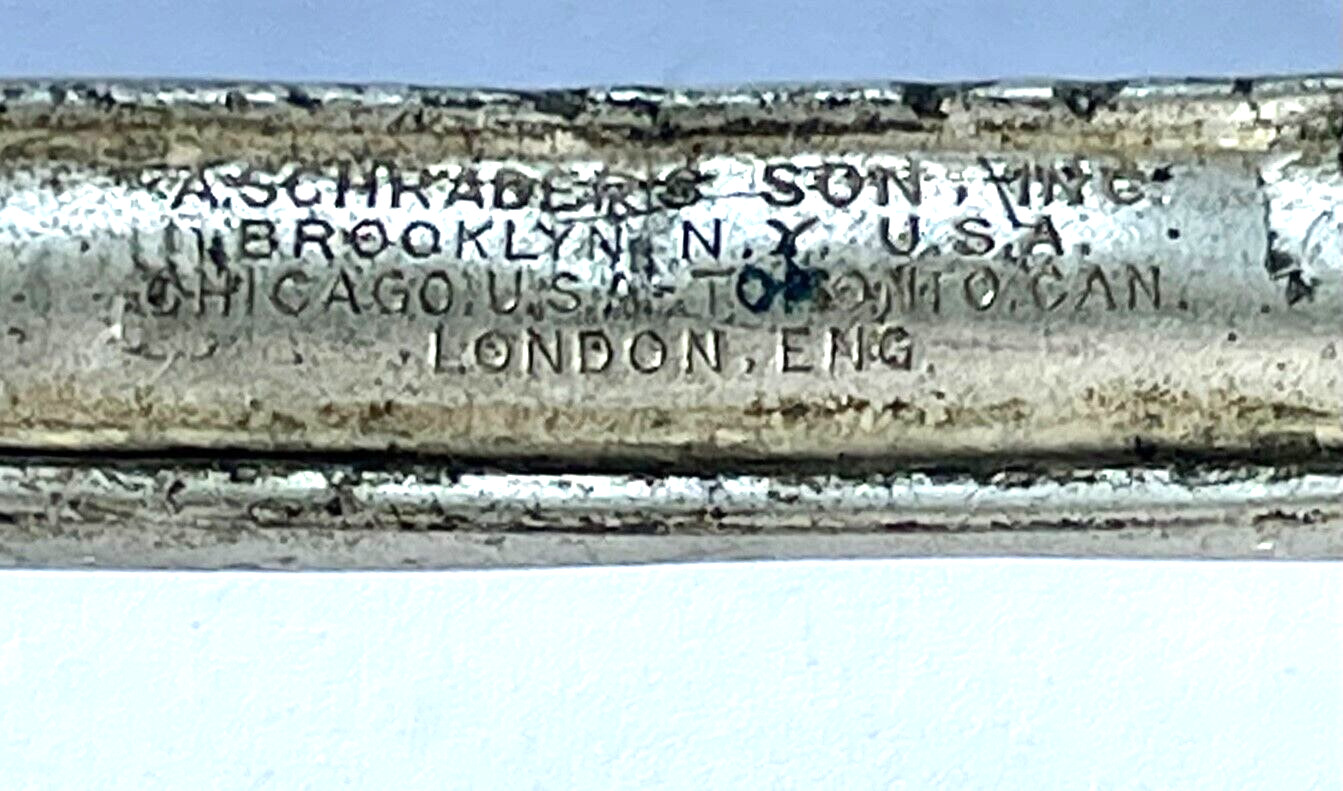 A. SCHRADER'S SON, INC.
BROOKLYN, N.Y. U.S.A.
CHICAGO, U.S.A.-TORONTO, CAN.
LONDON, ENG.